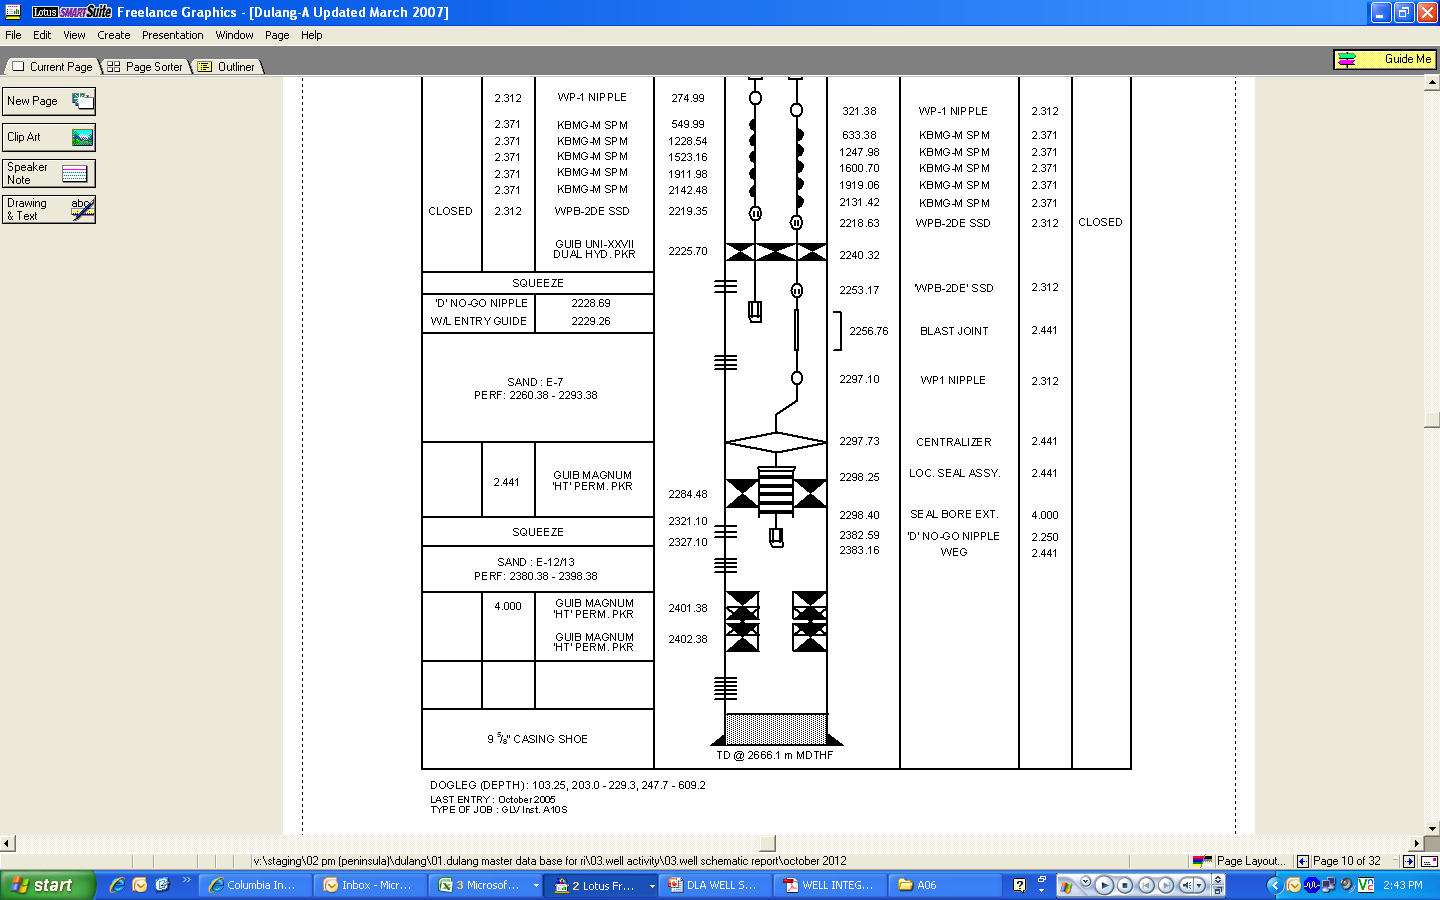 Lotus SMARTSuite Freelance Graphics - [Dulang-A Updated March 2007]
File Edit View Create Presentation Window Page Help
Current Page Page Sorter Outliner Guide Me
New Page
Clip Art
Speaker
Note
Drawing
& Text
abc
2.312 WP-1 NIPPLE 274.99
2.371 KBMG-M SPM 549.99
2.371 KBMG-M SPM 1228.54
2.371 KBMG-M SPM 1523.16
2.371 KBMG-M SPM 1911.98
2.371 KBMG-M SPM 2142.48
CLOSED 2.312 WPB-2DE SSD 2219.35
GUIB UNI-XXVII
DUAL HYD. PKR 2225.70
SQUEEZE
'D' NO-GO NIPPLE 2228.69
W/L ENTRY GUIDE 2229.26
SAND : E-7
PERF: 2260.38 - 2293.38
2.441 GUIB MAGNUM
'HT' PERM. PKR
2284.48
2321.10
SQUEEZE
2327.10
SAND : E-12/13
PERF: 2380.38 - 2398.38
4.000 GUIB MAGNUM
'HT' PERM. PKR 2401.38
GUIB MAGNUM
'HT' PERM. PKR 2402.38
9 5/8" CASING SHOE
321.38 WP-1 NIPPLE 2.312
633.38 KBMG-M SPM 2.371
1247.98 KBMG-M SPM 2.371
1600.70 KBMG-M SPM 2.371
1919.06 KBMG-M SPM 2.371
2131.42 KBMG-M SPM 2.371
2218.63 WPB-2DE SSD 2.312 CLOSED
2240.32
2253.17 'WPB-2DE' SSD 2.312
2256.76 BLAST JOINT 2.441
2297.10 WP1 NIPPLE 2.312
2297.73 CENTRALIZER 2.441
2298.25 LOC. SEAL ASSY. 2.441
2298.40 SEAL BORE EXT. 4.000
2382.59 'D' NO-GO NIPPLE 2.250
2383.16 WEG 2.441
TD @ 2666.1 m MDTHF
DOGLEG (DEPTH) : 103.25, 203.0 - 229.3, 247.7 - 609.2
LAST ENTRY : October 2005
TYPE OF JOB : GLV Inst. A10S
v:\staging\02 pm (peninsula)\dulang\01.dulang master data base for ri\03.well activity\03.well schematic report\october 2012 Page Layout... Page 10 of 32
start Columbia In... Inbox - Micr... 3 Microsof... 2 Lotus Fr... DLA WELL S... WELL INTEG... A06 2:43 PM